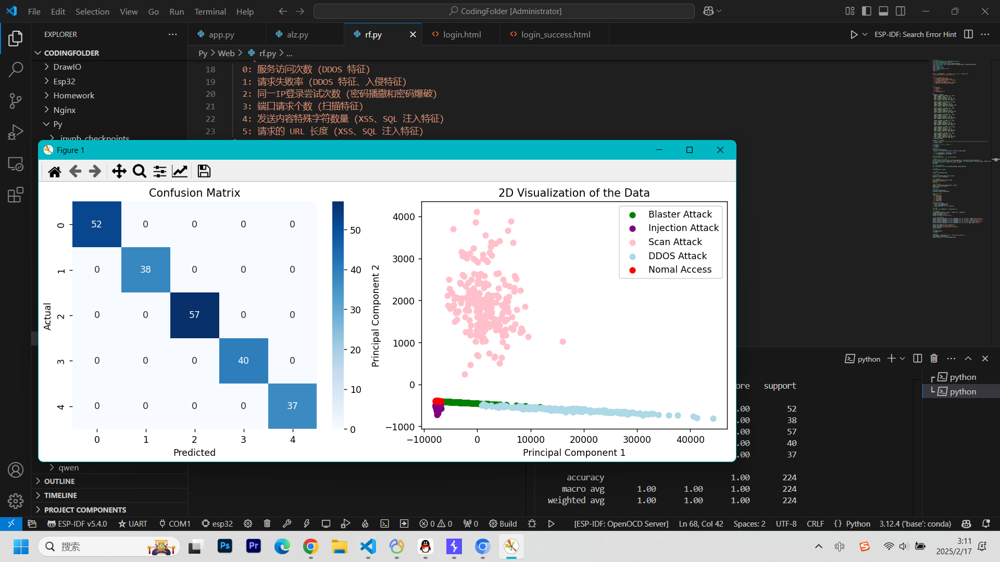 File Edit Selection View Go Run Terminal Help
CodingFolder [Administrator]
EXPLORER
app.py
alz.py
rf.py
login.html
login_success.html
ESP-IDF: Search Error Hint
CODINGFOLDER
Py > Web > rf.py > ...
DrawIO
Esp32
Homework
Nginx
Py
ipynb_checkpoints
18 0: 服务访问次数 (DDOS 特征)
19 1: 请求失败率 (DDOS 特征、入侵特征)
20 2: 同一IP登录尝试次数 (密码播撒和密码爆破)
21 3: 端口请求个数 (扫描特征)
22 4: 发送内容特殊字符数量 (XSS、SQL 注入特征)
23 5: 请求的 URL 长度 (XSS、SQL 注入特征)
Figure 1
Confusion Matrix
52 0 0 0 0
0 38 0 0 0
0 0 57 0 0
0 0 0 40 0
0 0 0 0 37
0
1
2
3
4
Actual
0 1 2 3 4
Predicted
50
40
30
20
10
0
2D Visualization of the Data
Blaster Attack
Injection Attack
Scan Attack
DDOS Attack
Nomal Access
4000
3000
2000
1000
0
−1000
Principal Component 2
−10000 0 10000 20000 30000 40000
Principal Component 1
python
python
python
ore support
.00 52
.00 38
.00 57
.00 40
.00 37
accuracy 1.00 224
macro avg 1.00 1.00 1.00 224
weighted avg 1.00 1.00 1.00 224
qwen
OUTLINE
TIMELINE
PROJECT COMPONENTS
ESP-IDF v5.4.0 UART COM1 esp32 0 0 0 Build [ESP-IDF: OpenOCD Server] Ln 68, Col 42 Spaces: 2 UTF-8 CRLF Python 3.12.4 ('base': conda)
搜索
Ps
Pr
中
3:11
2025/2/17